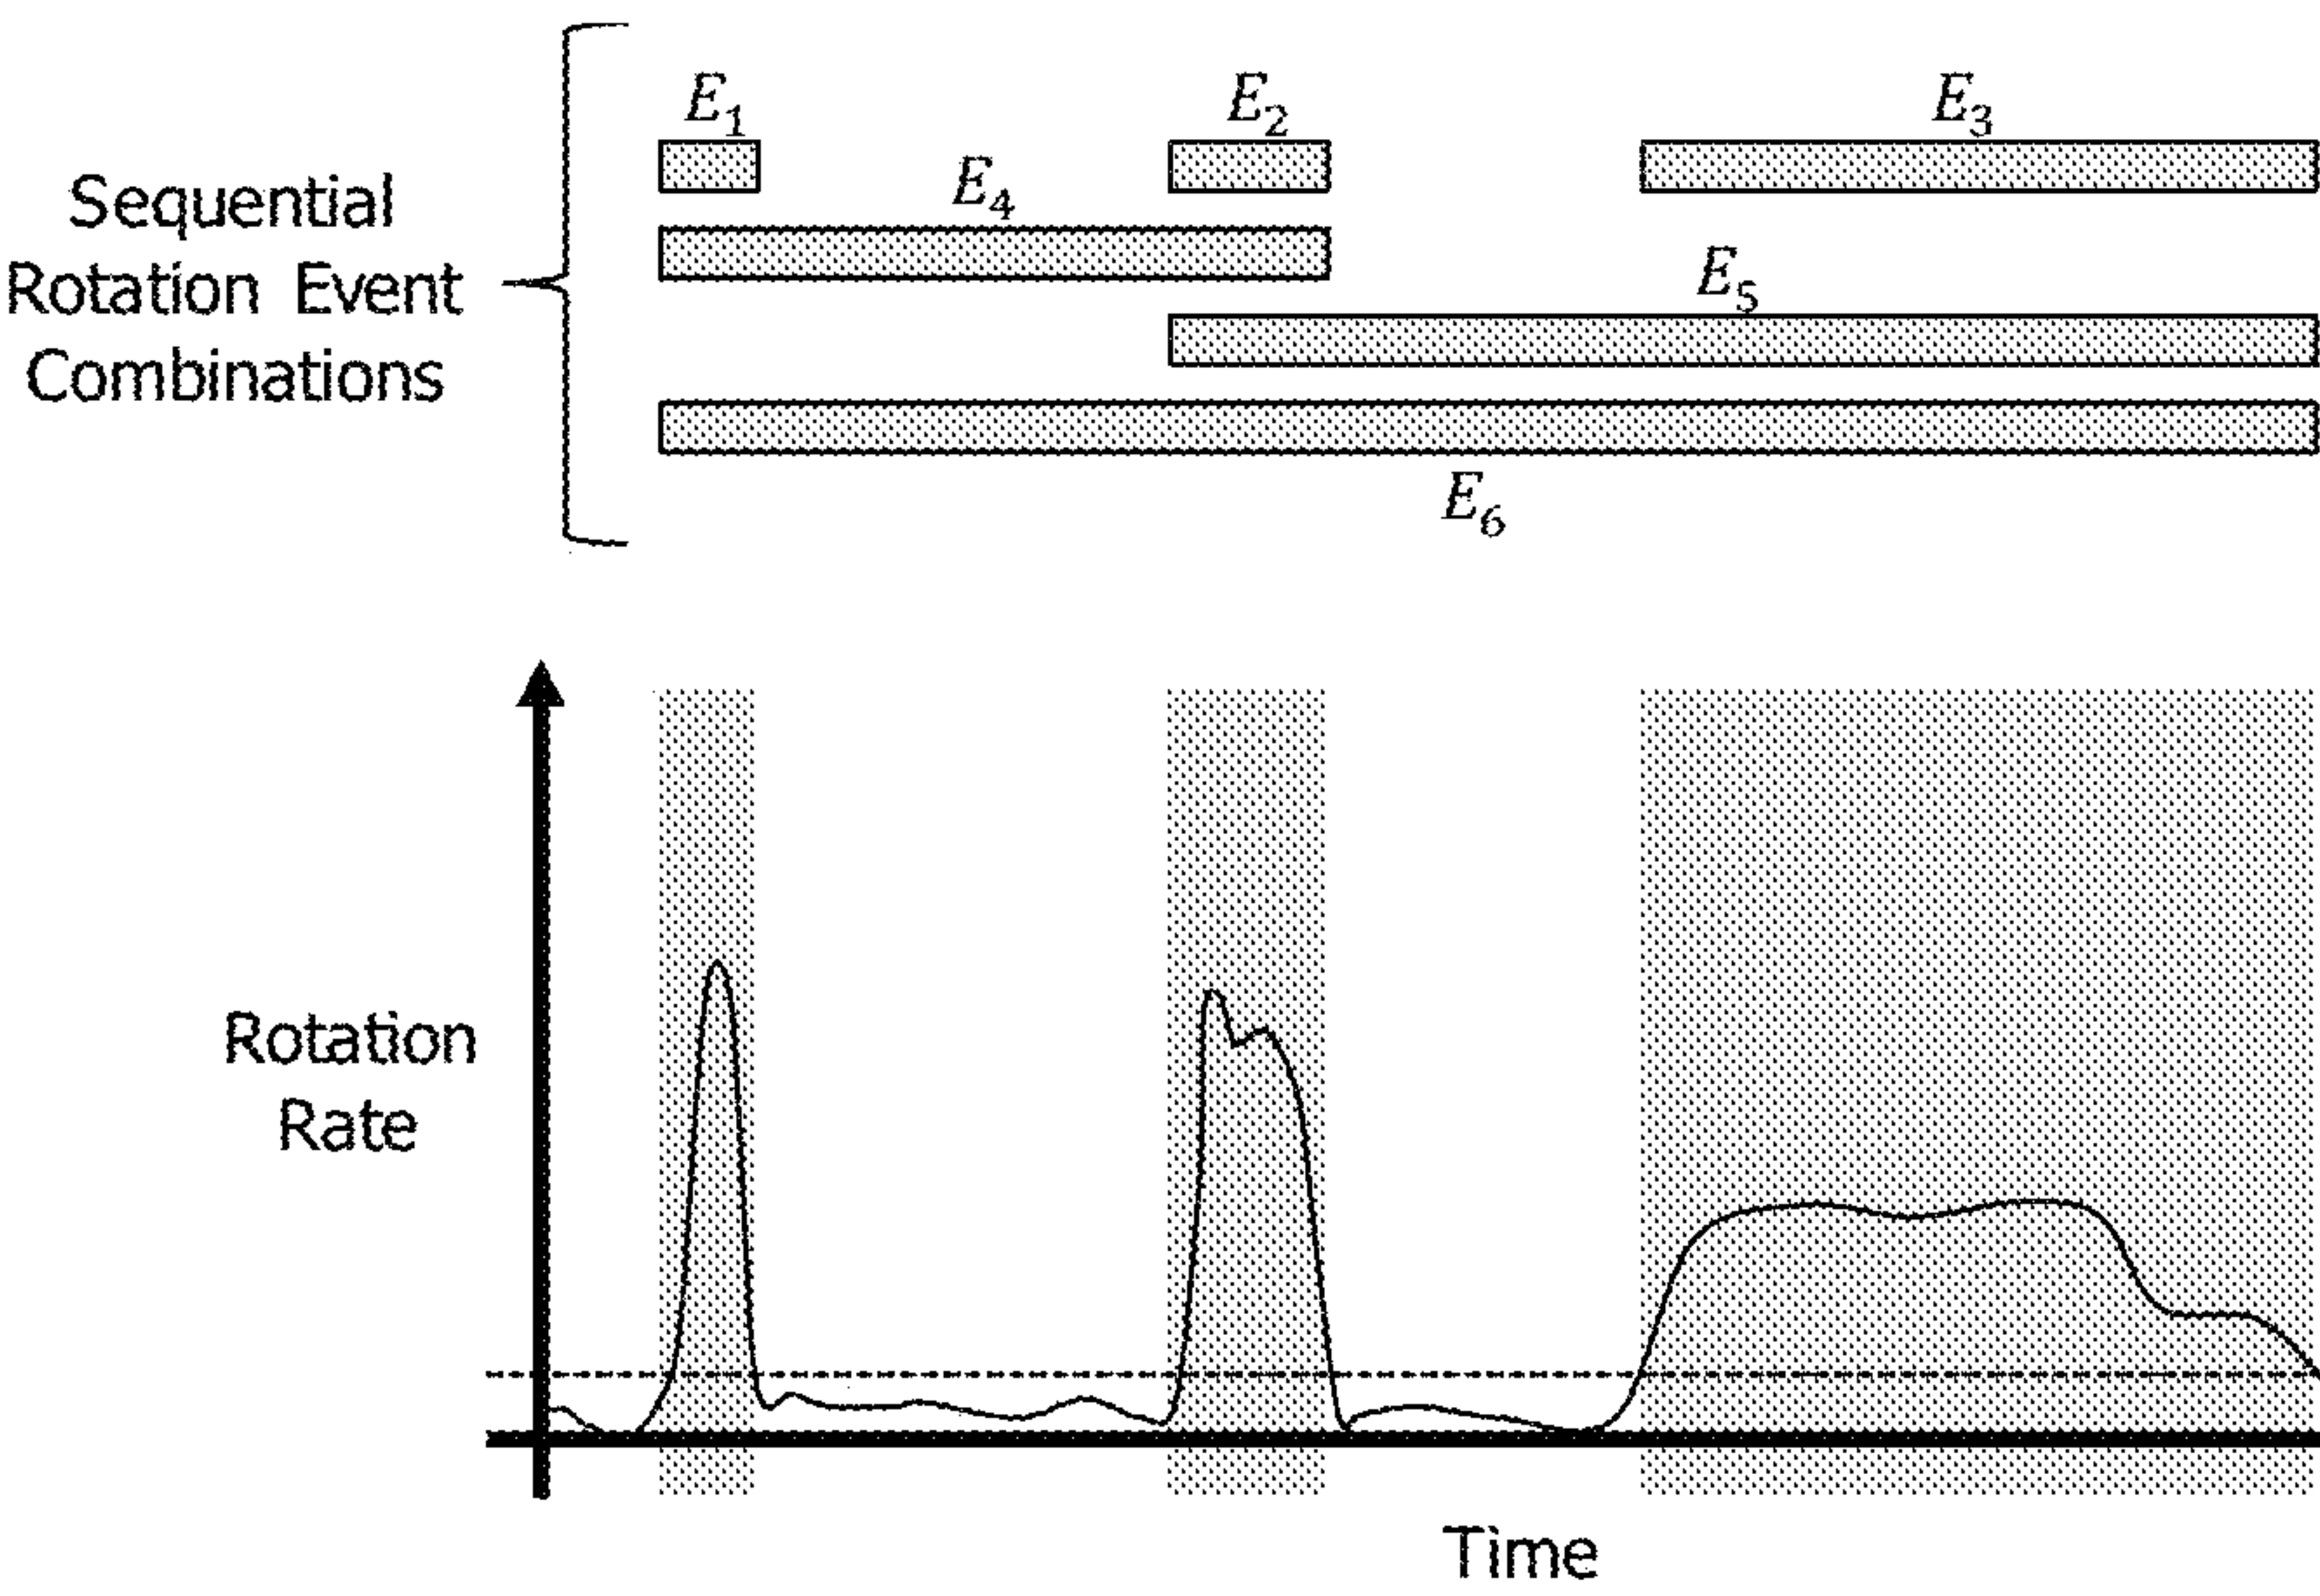 E₁
E₂
E₃
E₄
Sequential
Rotation Event
Combinations
E₅
E₆
Rotation
Rate
Time